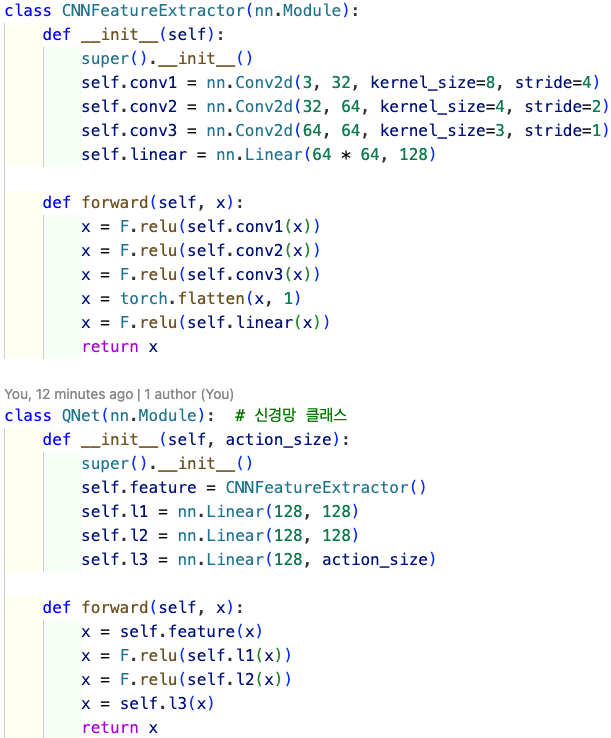 class CNNFeatureExtractor(nn.Module):
    def __init__(self):
        super().__init__()
        self.conv1 = nn.Conv2d(3, 32, kernel_size=8, stride=4)
        self.conv2 = nn.Conv2d(32, 64, kernel_size=4, stride=2)
        self.conv3 = nn.Conv2d(64, 64, kernel_size=3, stride=1)
        self.linear = nn.Linear(64 * 64, 128)

    def forward(self, x):
        x = F.relu(self.conv1(x))
        x = F.relu(self.conv2(x))
        x = F.relu(self.conv3(x))
        x = torch.flatten(x, 1)
        x = F.relu(self.linear(x))
        return x

You, 12 minutes ago | 1 author (You)
class QNet(nn.Module):  # 신경망 클래스
    def __init__(self, action_size):
        super().__init__()
        self.feature = CNNFeatureExtractor()
        self.l1 = nn.Linear(128, 128)
        self.l2 = nn.Linear(128, 128)
        self.l3 = nn.Linear(128, action_size)

    def forward(self, x):
        x = self.feature(x)
        x = F.relu(self.l1(x))
        x = F.relu(self.l2(x))
        x = self.l3(x)
        return x